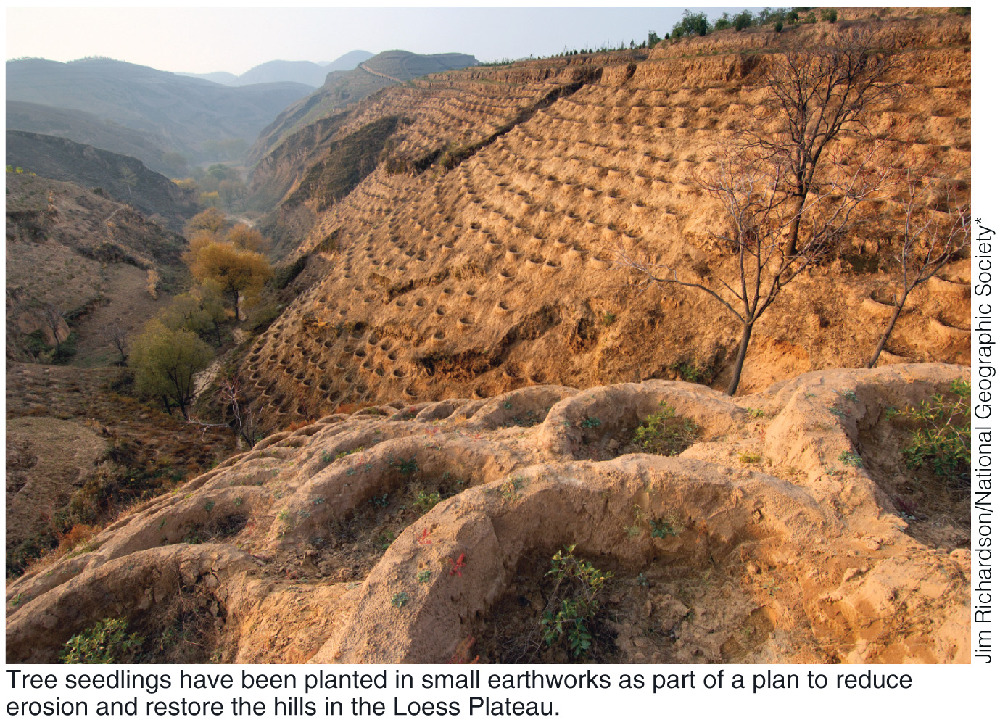 Jim Richardson/National Geographic Society*
Tree seedlings have been planted in small earthworks as part of a plan to reduce
erosion and restore the hills in the Loess Plateau.